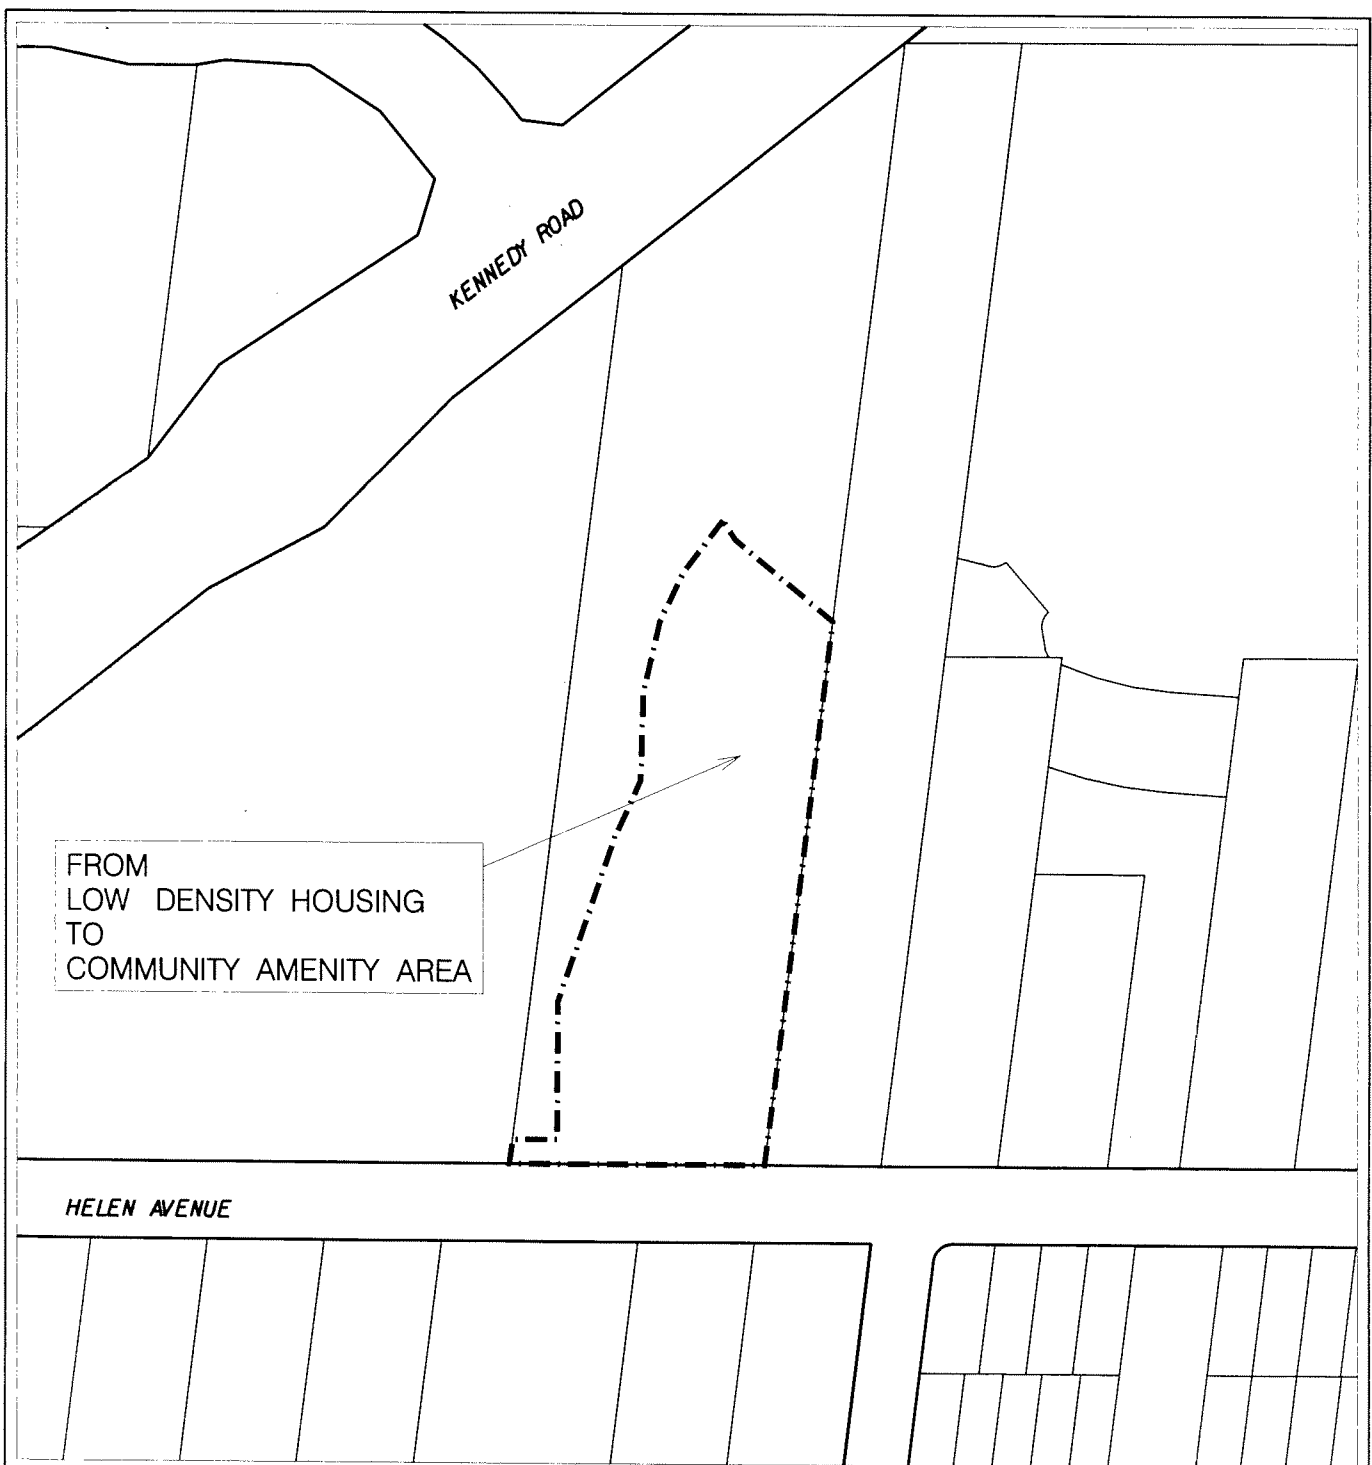 KENNEDY ROAD
FROM
LOW DENSITY HOUSING
TO
COMMUNITY AMENITY AREA
HELEN AVENUE